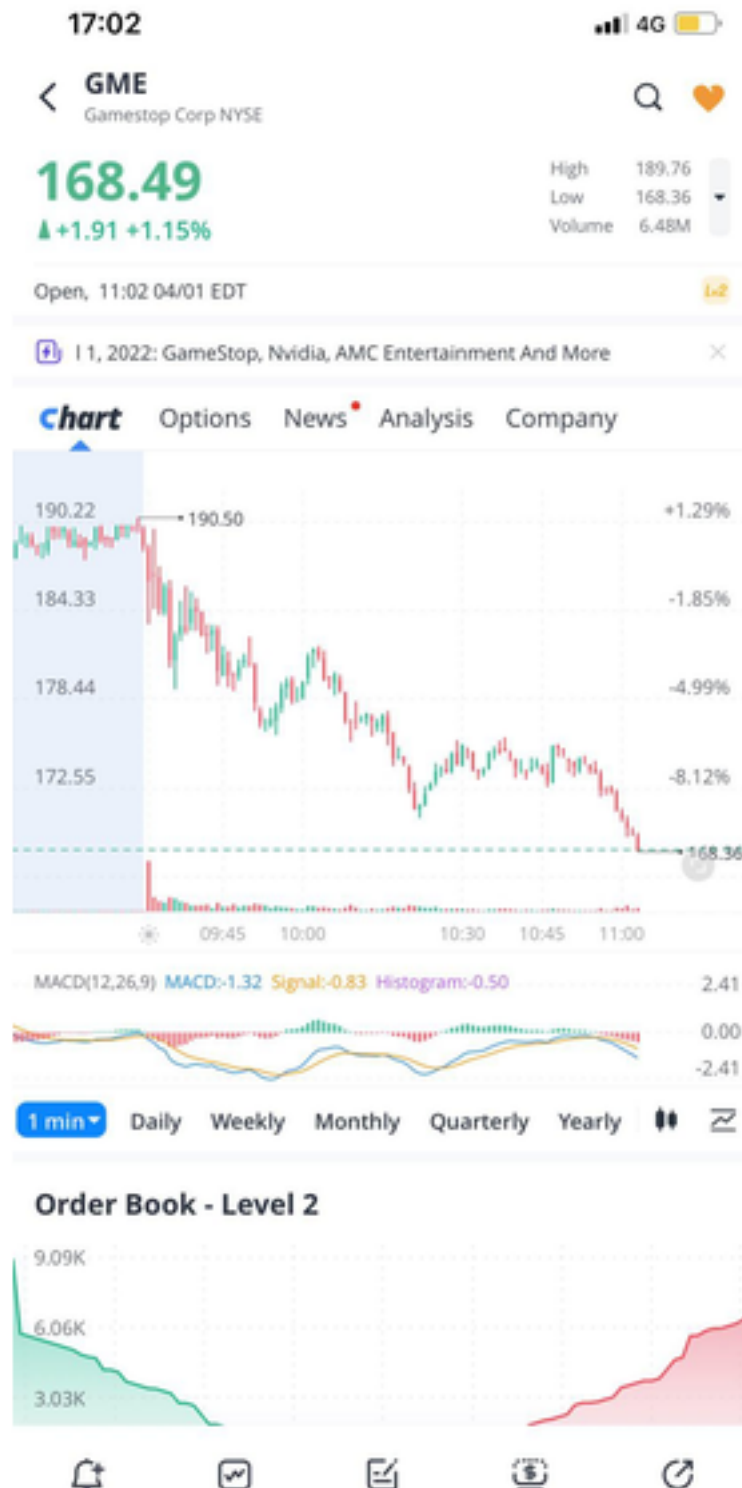 17:02 4G
GME
Gamestop Corp NYSE
168.49
+1.91 +1.15%
High 189.76
Low 168.36
Volume 6.48M
Open, 11:02 04/01 EDT
Lv2
l 1, 2022: GameStop, Nvidia, AMC Entertainment And More
Chart Options News Analysis Company
190.22 190.50 +1.29%
184.33 -1.85%
178.44 -4.99%
172.55 -8.12%
168.36
09:45 10:00 10:30 10:45 11:00
MACD(12,26,9) MACD:-1.32 Signal:-0.83 Histogram:-0.50 2.41
0.00
-2.41
1 min Daily Weekly Monthly Quarterly Yearly
Order Book - Level 2
9.09K
6.06K
3.03K